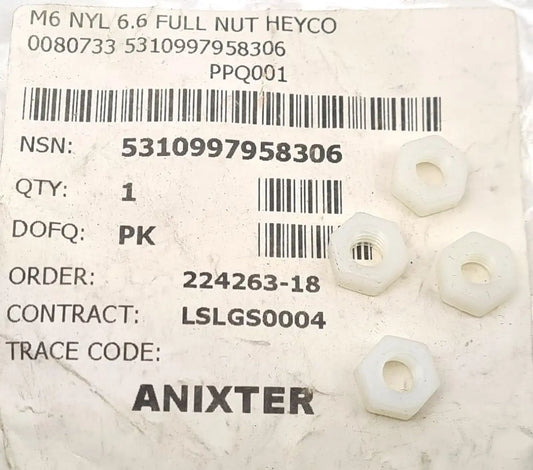 M6 NYL 6.6 FULL NUT HEYCO
0080733 5310997958306
PPQ001
NSN: 5310997958306
QTY: 1
DOFQ: PK
ORDER: 224263-18
CONTRACT: LSLGS0004
TRACE CODE:
ANIXTER